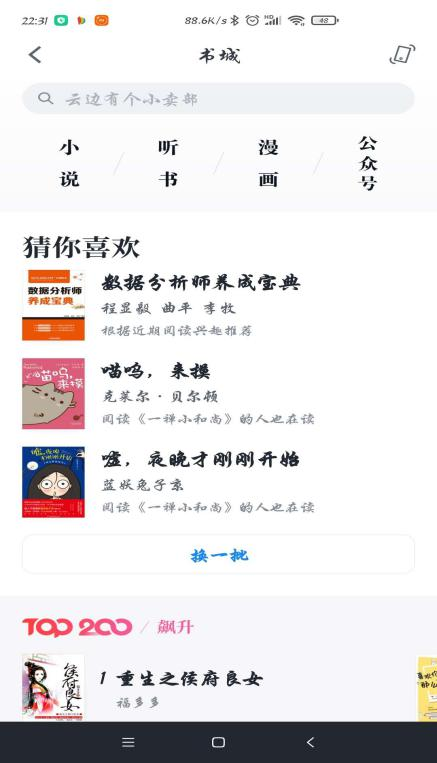 22:31
88.6K/s
HD
48
书城
云边有个小卖部
小说
听书
漫画
公众号
猜你喜欢
数据分析师
养成宝典
数据分析师养成宝典
程显毅 曲平 李牧
根据近期阅读兴趣推荐
喵呜，
来摸
喵呜，来摸
克莱尔·贝尔顿
阅读《一禅小和尚》的人也在读
嘘，夜晚
才刚刚开始
嘘，夜晚才刚刚开始
蓝妖兔子京
阅读《一禅小和尚》的人也在读
换一批
TOP 200 / 飙升
侯府
良女
1 重生之侯府良女
福多多